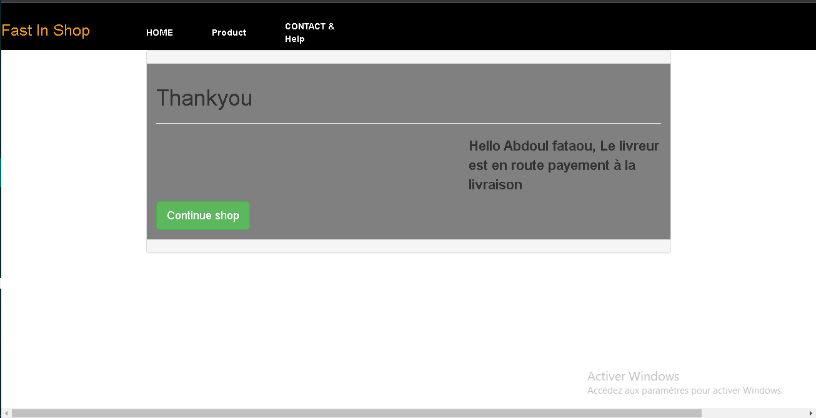 Fast In Shop
HOME
Product
CONTACT &
Help
Thankyou
Hello Abdoul fataou, Le livreur
est en route payement à la
livraison
Continue shop
Activer Windows
Accédez aux paramètres pour activer Windows.